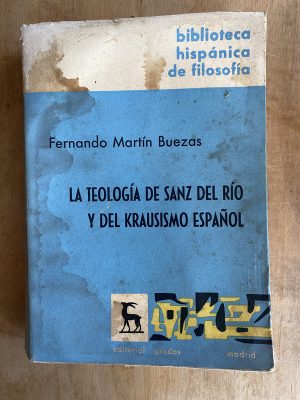 biblioteca
hispánica
de filosofía
Fernando Martín Buezas
LA TEOLOGÍA DE SANZ DEL RÍO
Y DEL KRAUSISMO ESPAÑOL
editorial gredos madrid